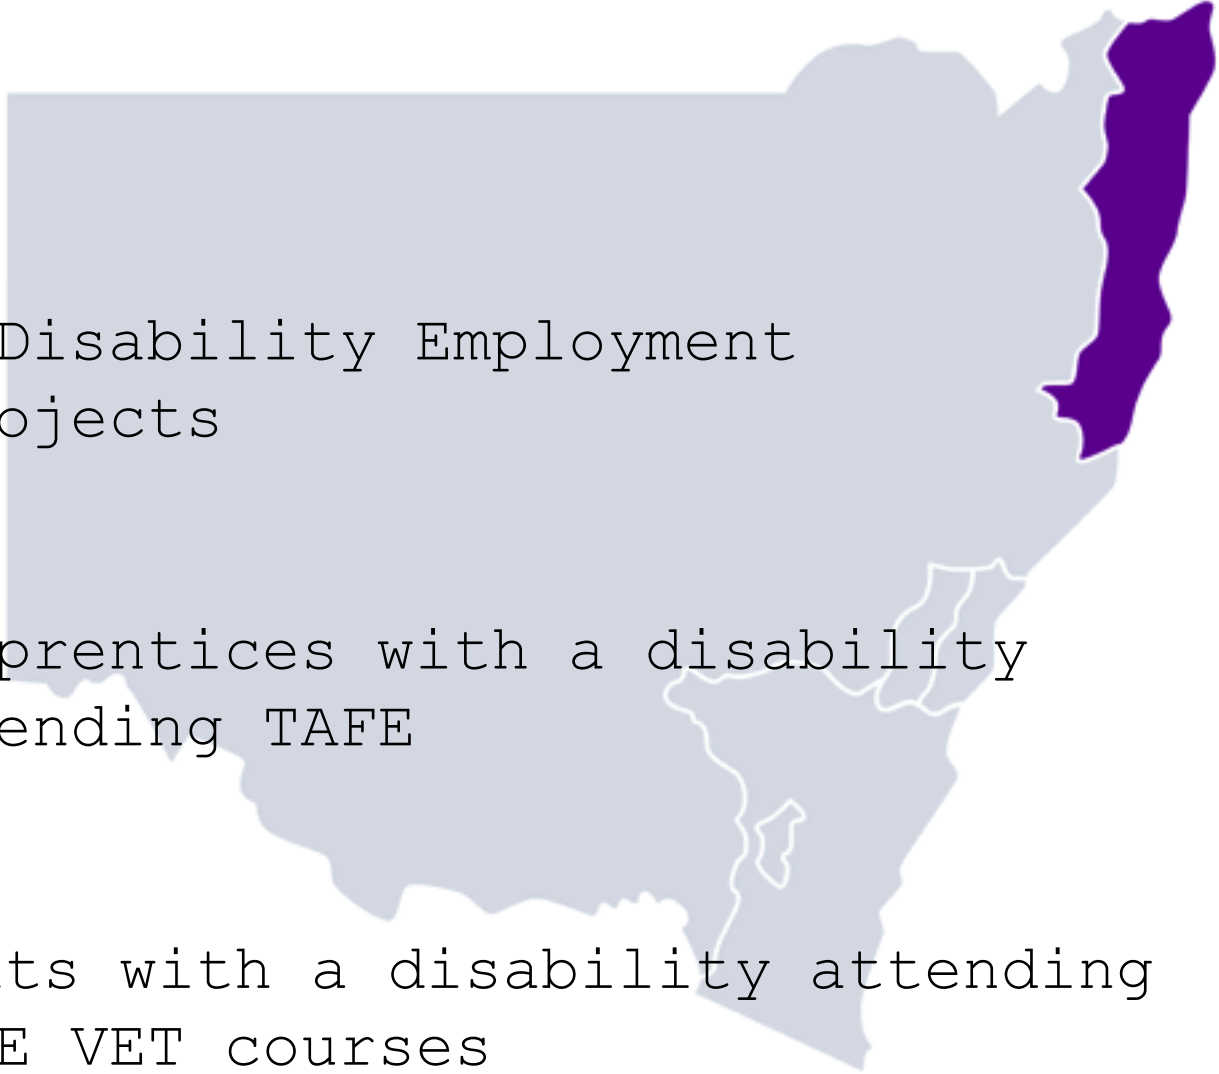 Disability Employment
ojects
prentices with a disability
ending TAFE
ts with a disability attending
E VET courses